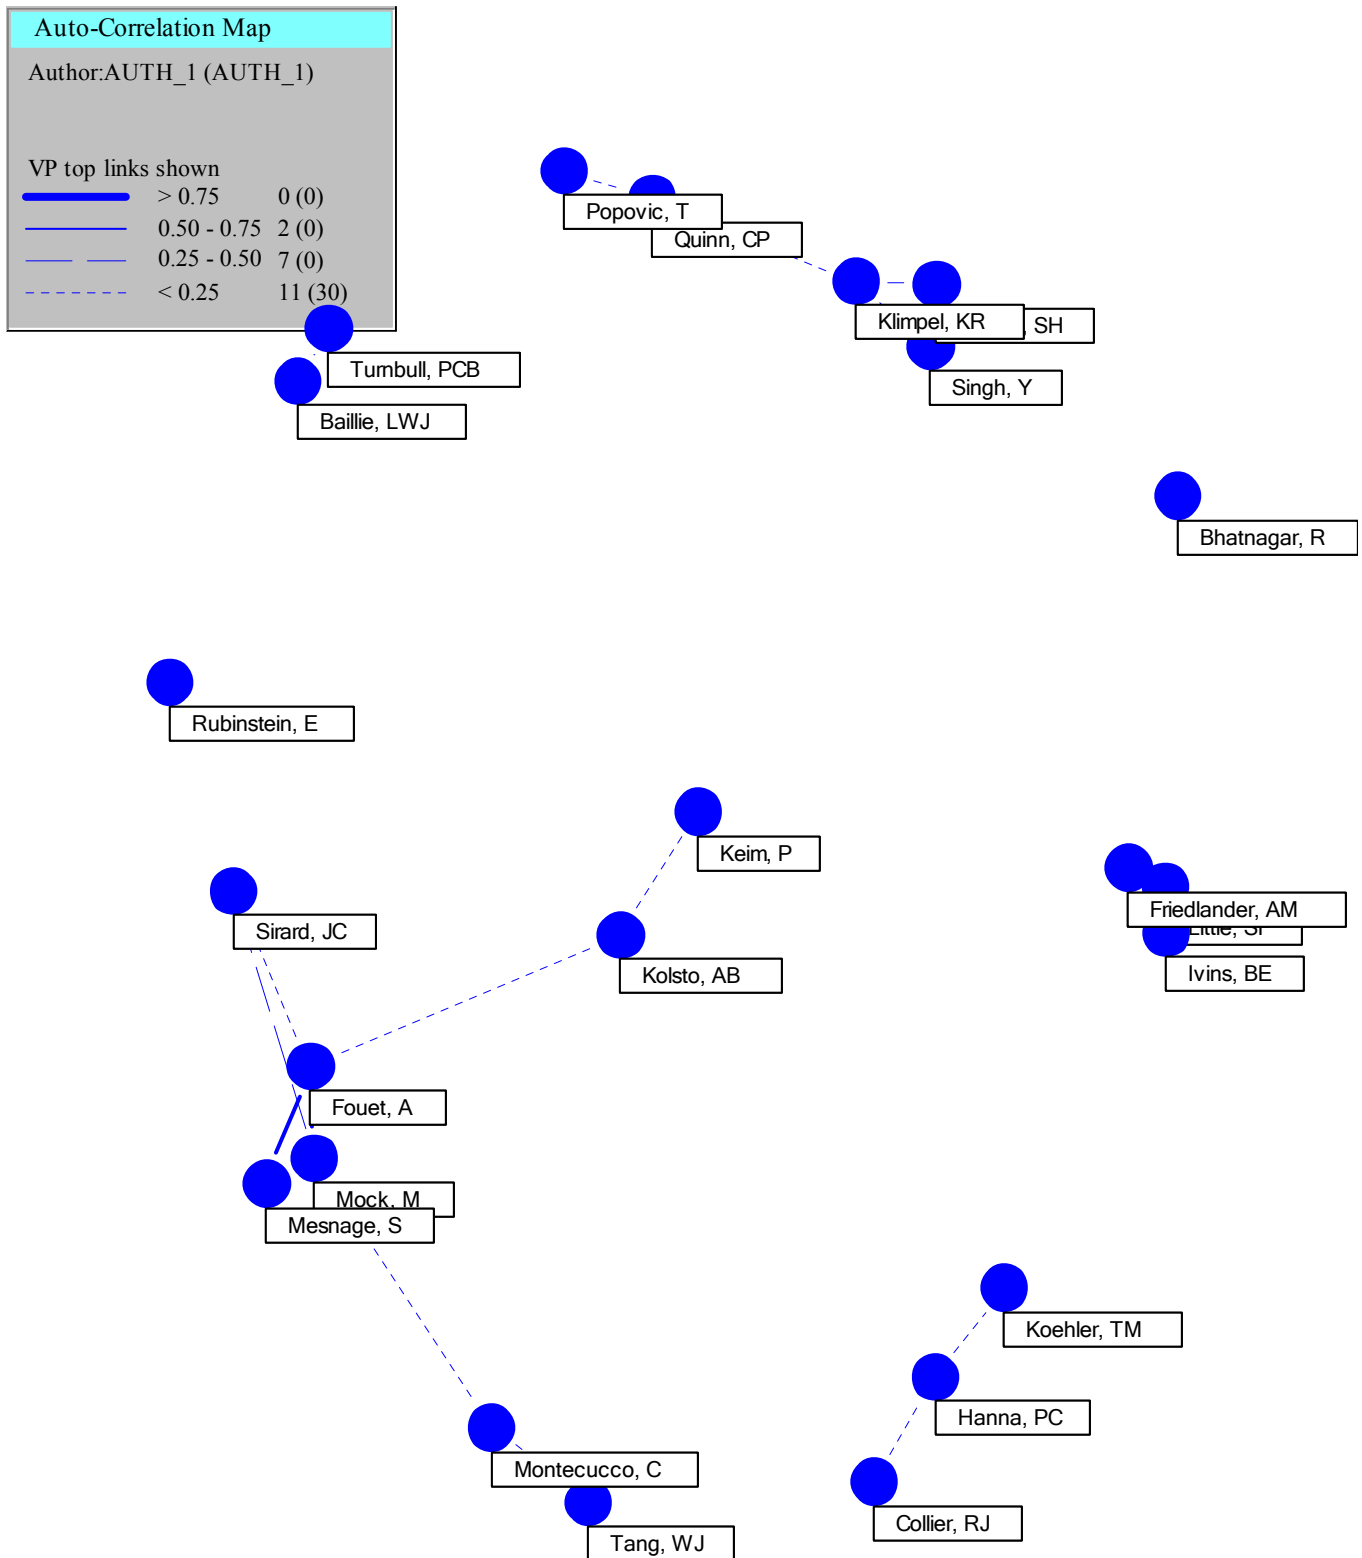 Auto-Correlation Map
Author:AUTH_1 (AUTH_1)
VP top links shown
> 0.75 0 (0)
0.50 - 0.75 2 (0)
0.25 - 0.50 7 (0)
< 0.25 11 (30)
Popovic, T
Quinn, CP
Klimpel, KR
SH
Singh, Y
Turnbull, PCB
Baillie, LWJ
Bhatnagar, R
Rubinstein, E
Keim, P
Sirard, JC
Kolsto, AB
Friedlander, AM
Ivins, BE
Fouet, A
Mock, M
Mesnage, S
Koehler, TM
Hanna, PC
Montecucco, C
Collier, RJ
Tang, WJ